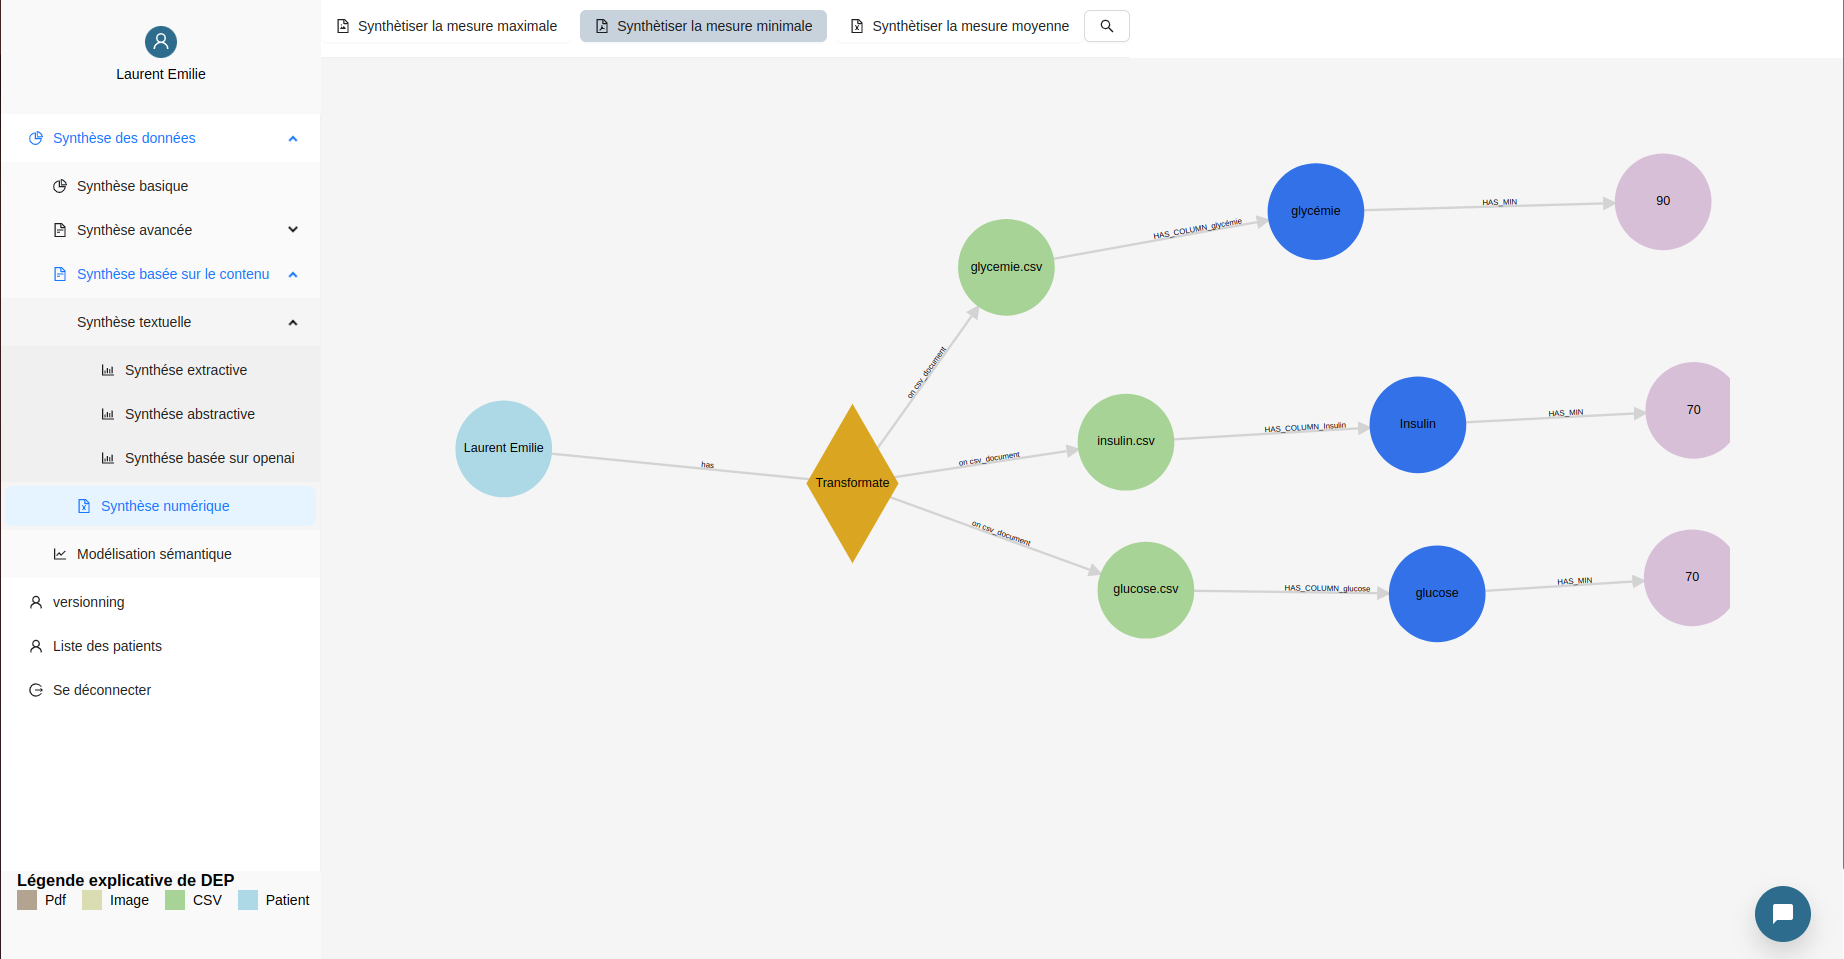 Laurent Emilie
Synthèse des données
Synthèse basique
Synthèse avancée
Synthèse basée sur le contenu
Synthèse textuelle
Synthése extractive
Synthése abstractive
Synthése basée sur openai
Synthèse numérique
Modélisation sémantique
versionning
Liste des patients
Se déconnecter
Légende explicative de DEP
Pdf Image CSV Patient
Synthètiser la mesure maximale Synthètiser la mesure minimale Synthètiser la mesure moyenne
glycemie.csv HAS_COLUMN_glycémie glycémie HAS_MIN 90
on csv_document
Laurent Emilie has Transformate
on csv_document insulin.csv HAS_COLUMN_Insulin Insulin HAS_MIN 70
on csv_document glucose.csv HAS_COLUMN_glucose glucose HAS_MIN 70